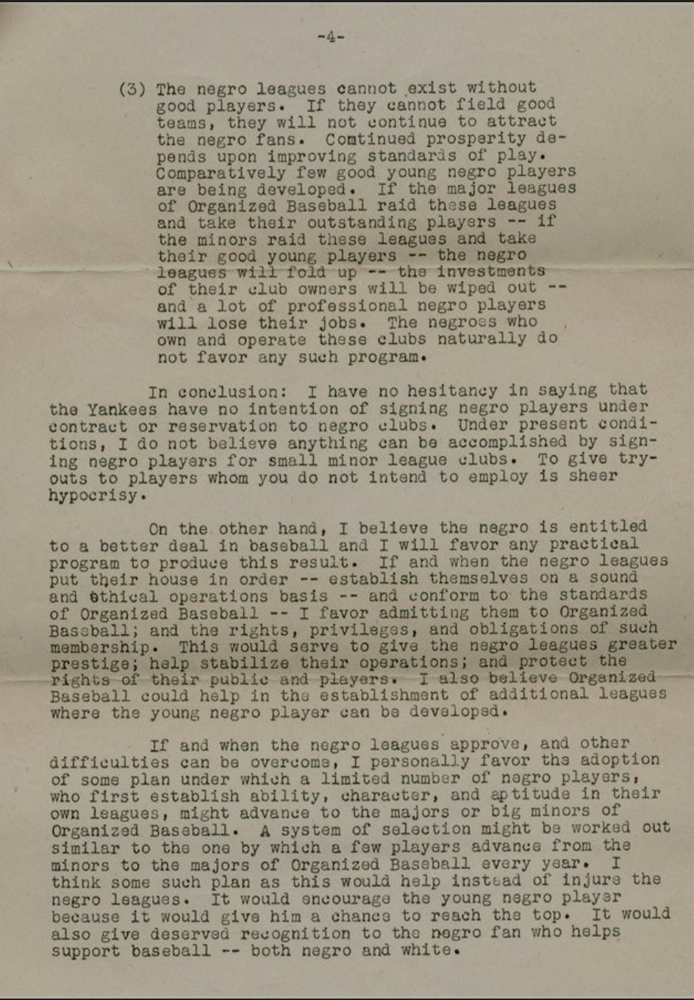 -4-
(3) The negro leagues cannot exist without
good players. If they cannot field good
teams, they will not continue to attract
the negro fans. Comtinued prosperity de-
pends upon improving standards of play.
Comparatively few good young negro players
are being developed. If the major leagues
of Organized Baseball raid these leagues
and take their outstanding players -- if
the minors raid these leagues and take
their good young players -- the negro
leagues will fold up -- the investments
of their club owners will be wiped out --
and a lot of professional negro players
will lose their jobs. The negroes who
own and operate these clubs naturally do
not favor any such program.
In conclusion: I have no hesitancy in saying that
the Yankees have no intention of signing negro players under
contract or reservation to negro clubs. Under present condi-
tions, I do not believe anything can be accomplished by sign-
ing negro players for small minor league clubs. To give try-
outs to players whom you do not intend to employ is sheer
hypocrisy.
On the other hand, I believe the negro is entitled
to a better deal in baseball and I will favor any practical
program to produce this result. If and when the negro leagues
put their house in order -- establish themselves on a sound
and ethical operations basis -- and conform to the standards
of Organized Baseball -- I favor admitting them to Organized
Baseball; and the rights, privileges, and obligations of such
membership. This would serve to give the negro leagues greater
prestige; help stabilize their operations; and protect the
rights of their public and players. I also believe Organized
Baseball could help in the establishment of additional leagues
where the young negro player can be developed.
If and when the negro leagues approve, and other
difficulties can be overcome, I personally favor the adoption
of some plan under which a limited number of negro players,
who first establish ability, character, and aptitude in their
own leagues, might advance to the majors or big minors of
Organized Baseball. A system of selection might be worked out
similar to the one by which a few players advance from the
minors to the majors of Organized Baseball every year. I
think some such plan as this would help instead of injure the
negro leagues. It would encourage the young negro player
because it would give him a chance to reach the top. It would
also give deserved recognition to the negro fan who helps
support baseball -- both negro and white.